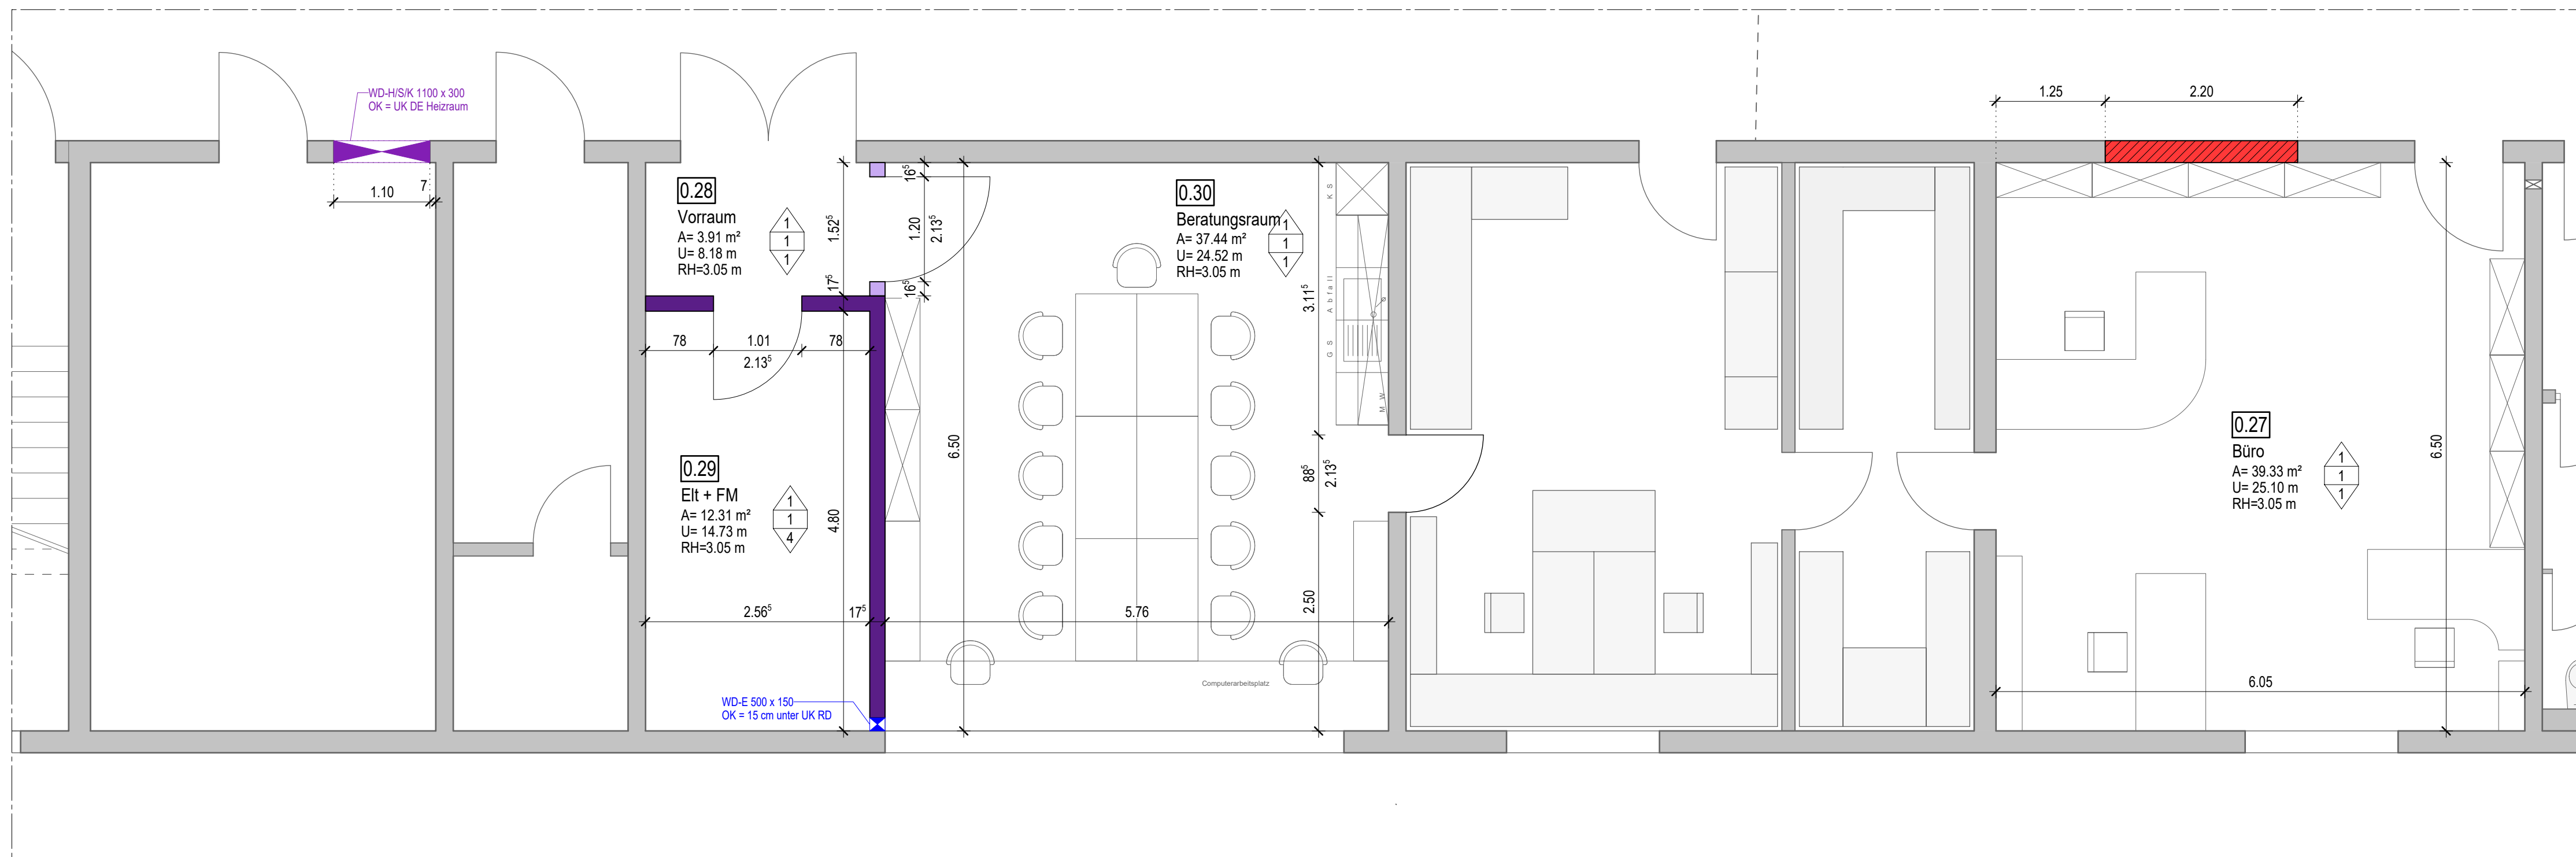 WD-H/S/K 1100 x 300
OK = UK DE Heizraum
1.10
7
0.28
Vorraum
A= 3.91 m²
U= 8.18 m
RH=3.05 m
1
1
1
1.52⁵
17⁵
16⁵
1.20
2.13⁵
16⁵
78
1.01
78
2.13⁵
0.29
Elt + FM
A= 12.31 m²
U= 14.73 m
RH=3.05 m
1
1
4
4.80
2.56⁵
17⁵
WD-E 500 x 150
OK = 15 cm unter UK RD
0.30
Beratungsraum
A= 37.44 m²
U= 24.52 m
RH=3.05 m
1
1
1
6.50
5.76
KS
GS Abfall
MW
3.11⁵
88⁵
2.13⁵
2.50
Computerarbeitsplatz
1.25
2.20
0.27
Büro
A= 39.33 m²
U= 25.10 m
RH=3.05 m
1
1
1
6.50
6.05